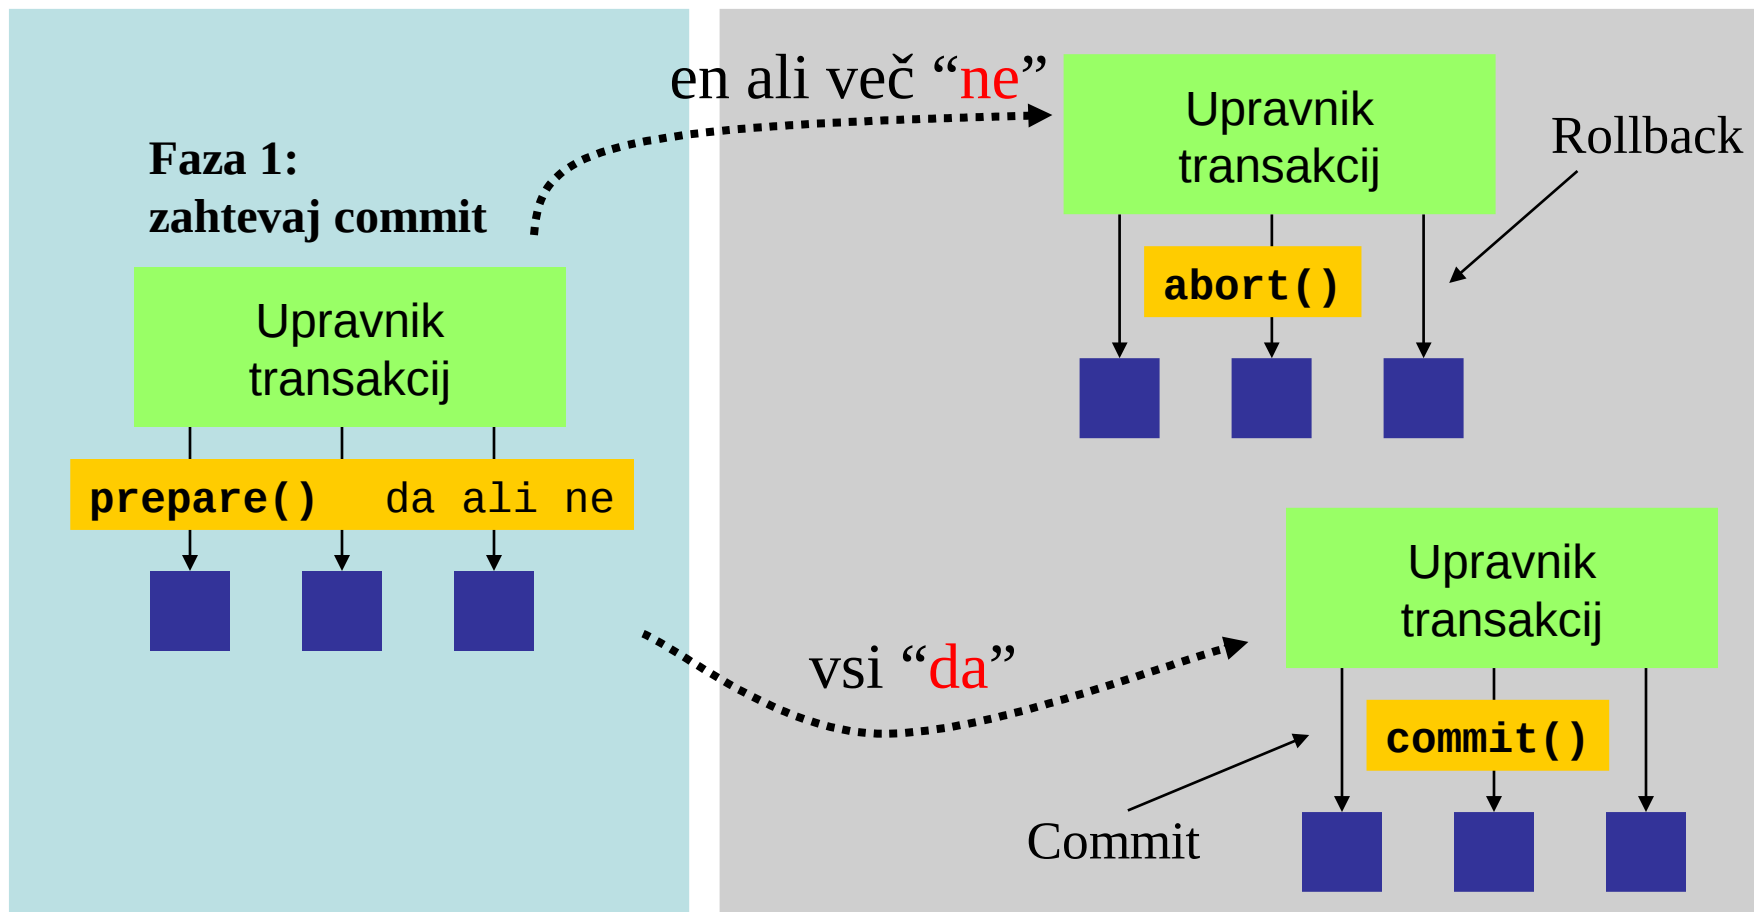 Faza 1:
zahtevaj commit
Upravnik
transakcij
prepare() da ali ne
en ali več “ne”
Upravnik
transakcij
Rollback
abort()
vsi “da”
Upravnik
transakcij
commit()
Commit